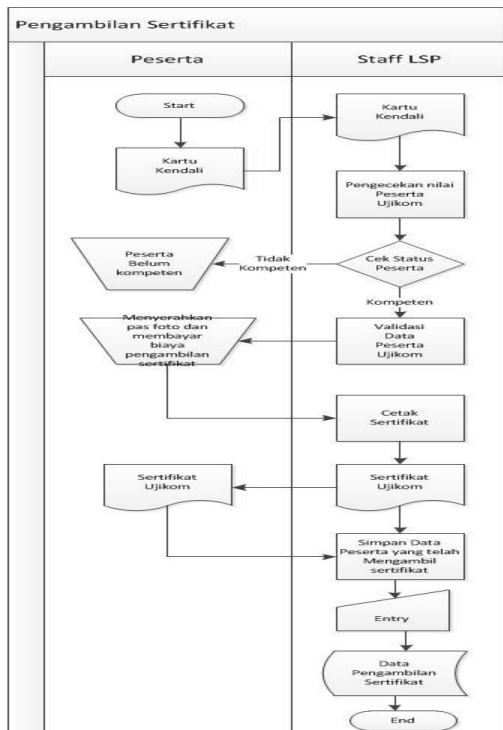 Pengambilan Sertifikat
Peserta
Staff LSP
Start
Kartu
Kendali
Kartu
Kendali
Pengecekan nilai
Peserta
Ujikom
Cek Status
Peserta
Tidak
Kompeten
Peserta
Belum
kompeten
Kompeten
Validasi
Data
Peserta
Ujikom
Menyerahkan
pas foto dan
membayar
biaya
pengambilan
sertifikat
Cetak
Sertifikat
Sertifikat
Ujikom
Sertifikat
Ujikom
Simpan Data
Peserta yang telah
Mengambil
sertifikat
Entry
Data
Pengambilan
Sertifikat
End